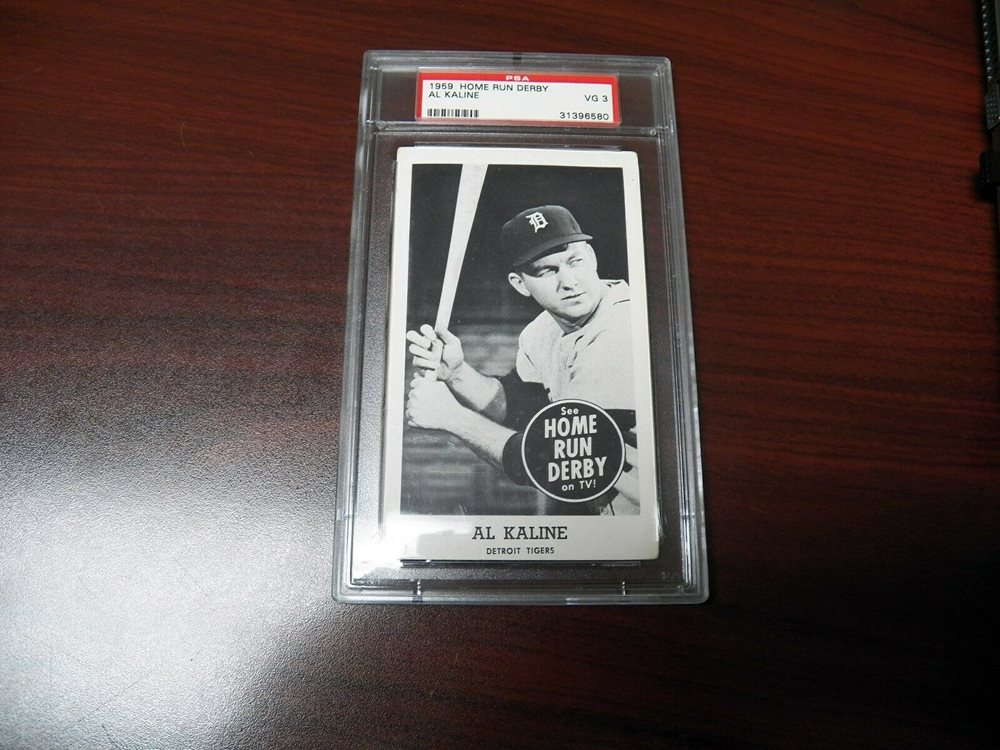 PSA
1959 HOME RUN DERBY
AL KALINE
VG 3
31396580
D
See
HOME
RUN
DERBY
on TV!
AL KALINE
DETROIT TIGERS